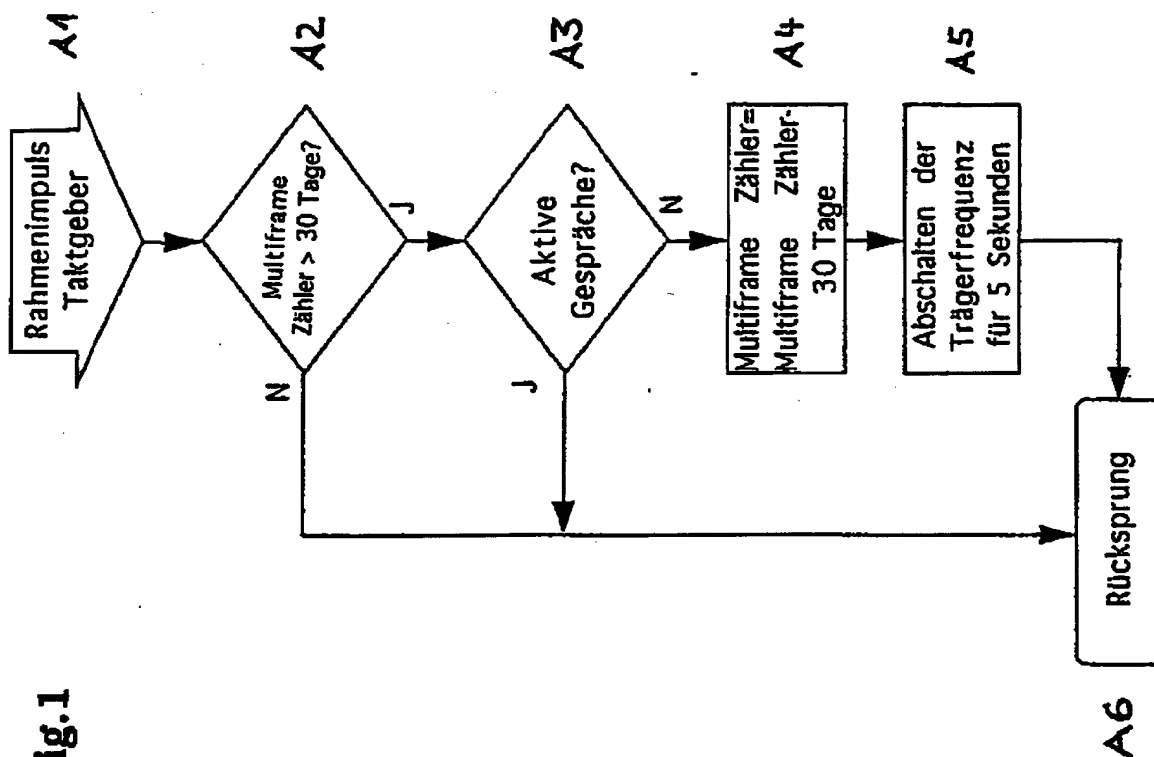 Rahmenimpuls
Taktgeber
A1
Multiframe
Zähler > 30 Tage?
A2
N
J
Aktive
Gespräche?
A3
J
N
Multiframe Zähler=
Multiframe Zähler-
30 Tage
A4
Abschalten der
Trägerfrequenz
für 5 Sekunden
A5
Rücksprung
A6
ig.1